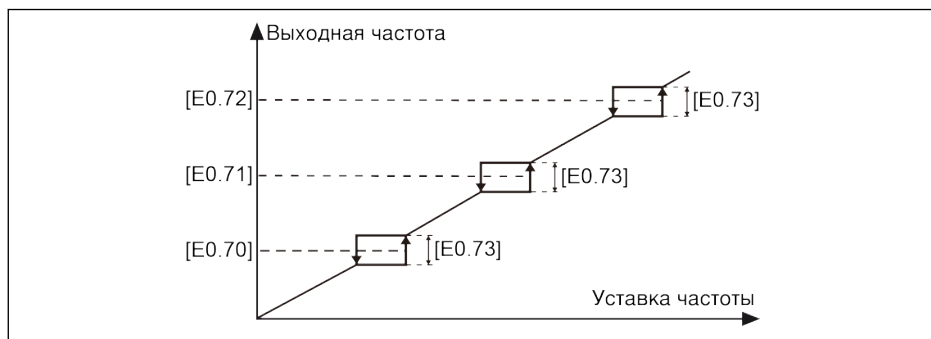 Выходная частота
[E0.72]
[E0.73]
[E0.71]
[E0.73]
[E0.70]
[E0.73]
Уставка частоты